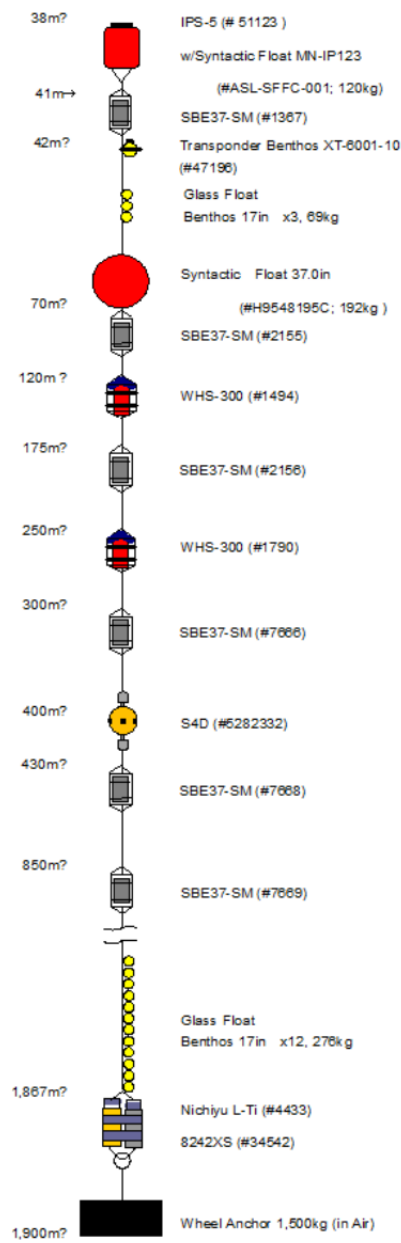 38m?
IPS-5 (# 51123 )
w/Syntactic Float MN-IP123
(#ASL-SFFC-001; 120kg)
41m→
SBE37-SM (#1367)
42m?
Transponder Benthos XT-6001-10
(#47196)
Glass Float
Benthos 17in x3, 69kg
Syntactic Float 37.0in
(#H9548195C; 192kg )
70m?
SBE37-SM (#2155)
120m ?
WHS-300 (#1494)
175m?
SBE37-SM (#2156)
250m?
WHS-300 (#1790)
300m?
SBE37-SM (#7666)
400m?
S4D (#5282332)
430m?
SBE37-SM (#7668)
850m?
SBE37-SM (#7669)
Glass Float
Benthos 17in x12, 276kg
1,867m?
Nichiyu L-Ti (#4433)
8242XS (#34542)
1,900m?
Wheel Anchor 1,500kg (in Air)